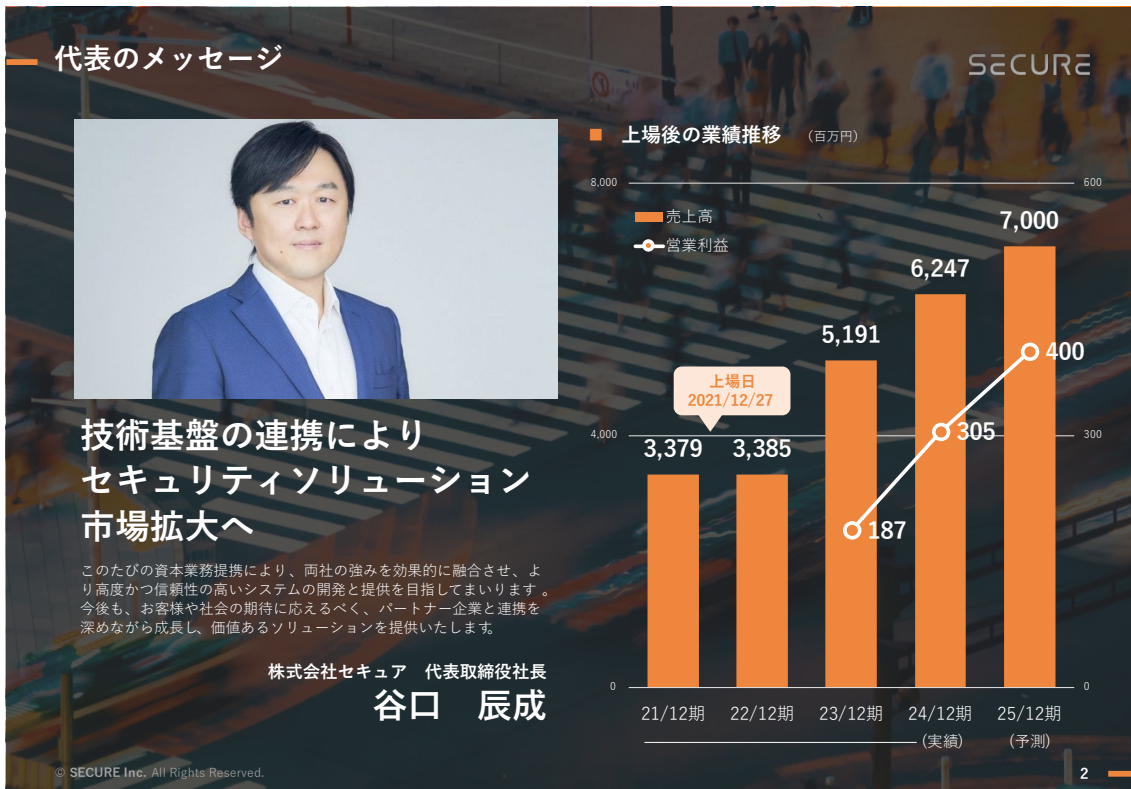 代表のメッセージ
SECURE
技術基盤の連携により
セキュリティソリューション
市場拡大へ
このたびの資本業務提携により、両社の強みを効果的に融合させ、よ
り高度かつ信頼性の高いシステムの開発と提供を目指してまいります。
今後も、お客様や社会の期待に応えるべく、パートナー企業と連携を
深めながら成長し、価値あるソリューションを提供いたします。
株式会社セキュア　代表取締役社長
谷口　辰成
上場後の業績推移　（百万円）
8,000
600
売上高
営業利益
7,000
6,247
5,191
400
上場日
2021/12/27
4,000
300
3,379
3,385
305
187
0
0
21/12期
22/12期
23/12期
24/12期
25/12期
(実績)
(予測)
© SECURE Inc. All Rights Reserved.
2